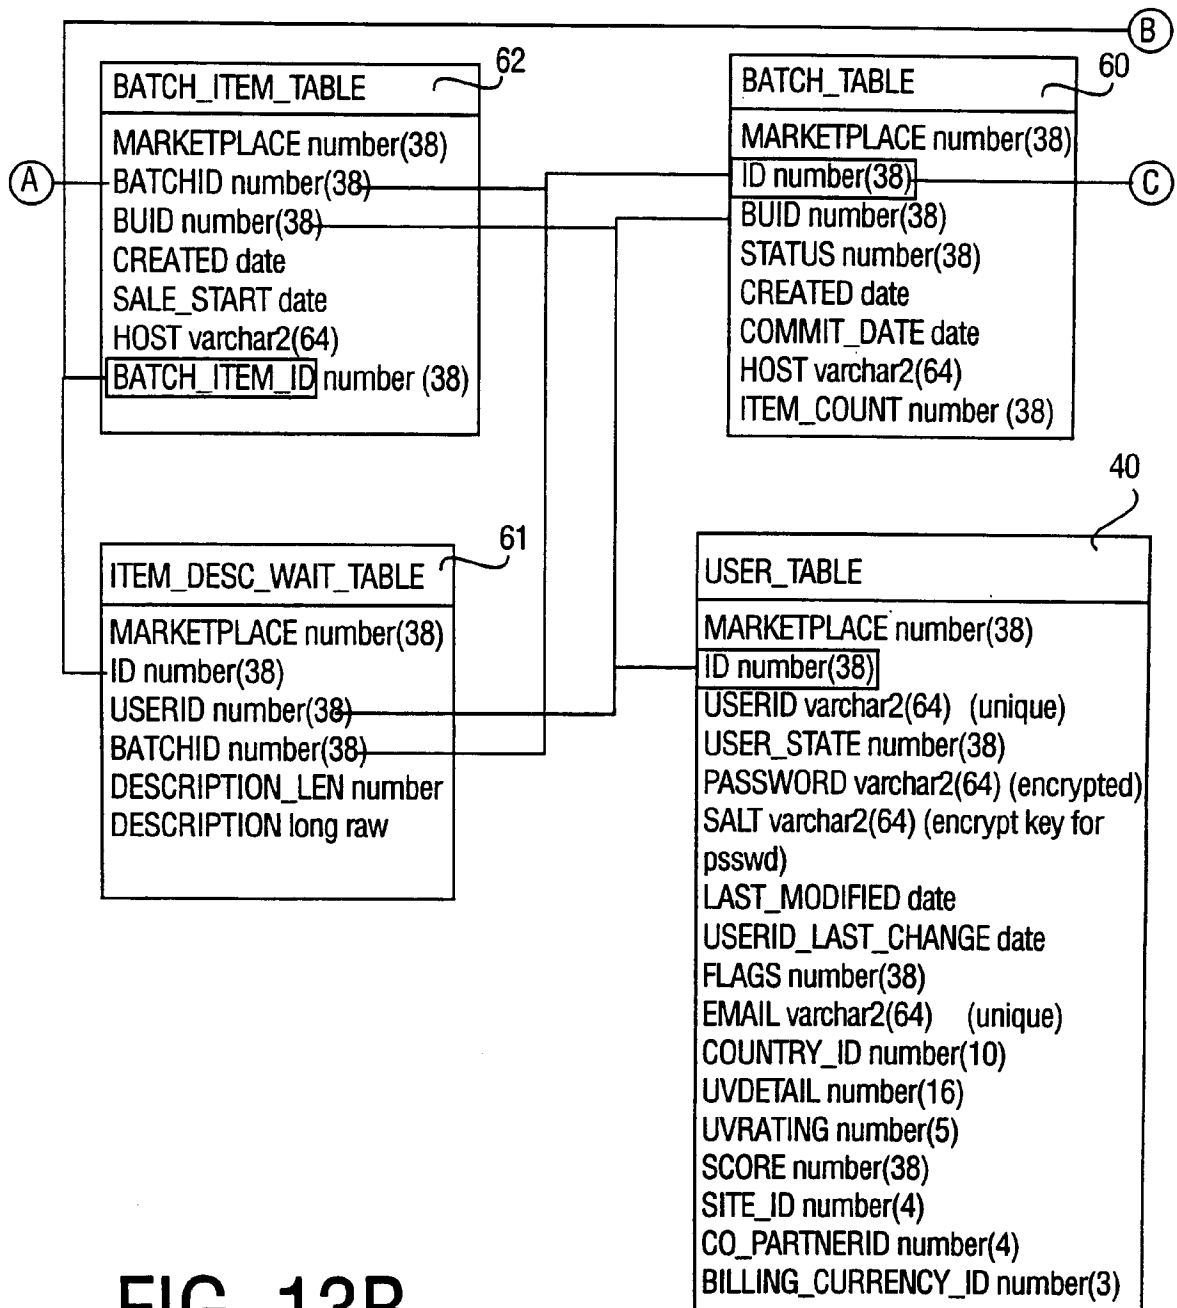 B
62
BATCH_ITEM_TABLE
MARKETPLACE number(38)
A
BATCHID number(38)
BUID number(38)
CREATED date
SALE_START date
HOST varchar2(64)
BATCH_ITEM_ID number (38)
60
BATCH_TABLE
MARKETPLACE number(38)
ID number(38)
C
BUID number(38)
STATUS number(38)
CREATED date
COMMIT_DATE date
HOST varchar2(64)
ITEM_COUNT number (38)
61
ITEM_DESC_WAIT_TABLE
MARKETPLACE number(38)
ID number(38)
USERID number(38)
BATCHID number(38)
DESCRIPTION_LEN number
DESCRIPTION long raw
40
USER_TABLE
MARKETPLACE number(38)
ID number(38)
USERID varchar2(64) (unique)
USER_STATE number(38)
PASSWORD varchar2(64) (encrypted)
SALT varchar2(64) (encrypt key for
psswd)
LAST_MODIFIED date
USERID_LAST_CHANGE date
FLAGS number(38)
EMAIL varchar2(64) (unique)
COUNTRY_ID number(10)
UVDETAIL number(16)
UVRATING number(5)
SCORE number(38)
SITE_ID number(4)
CO_PARTNERID number(4)
BILLING_CURRENCY_ID number(3)
FIG. 12B